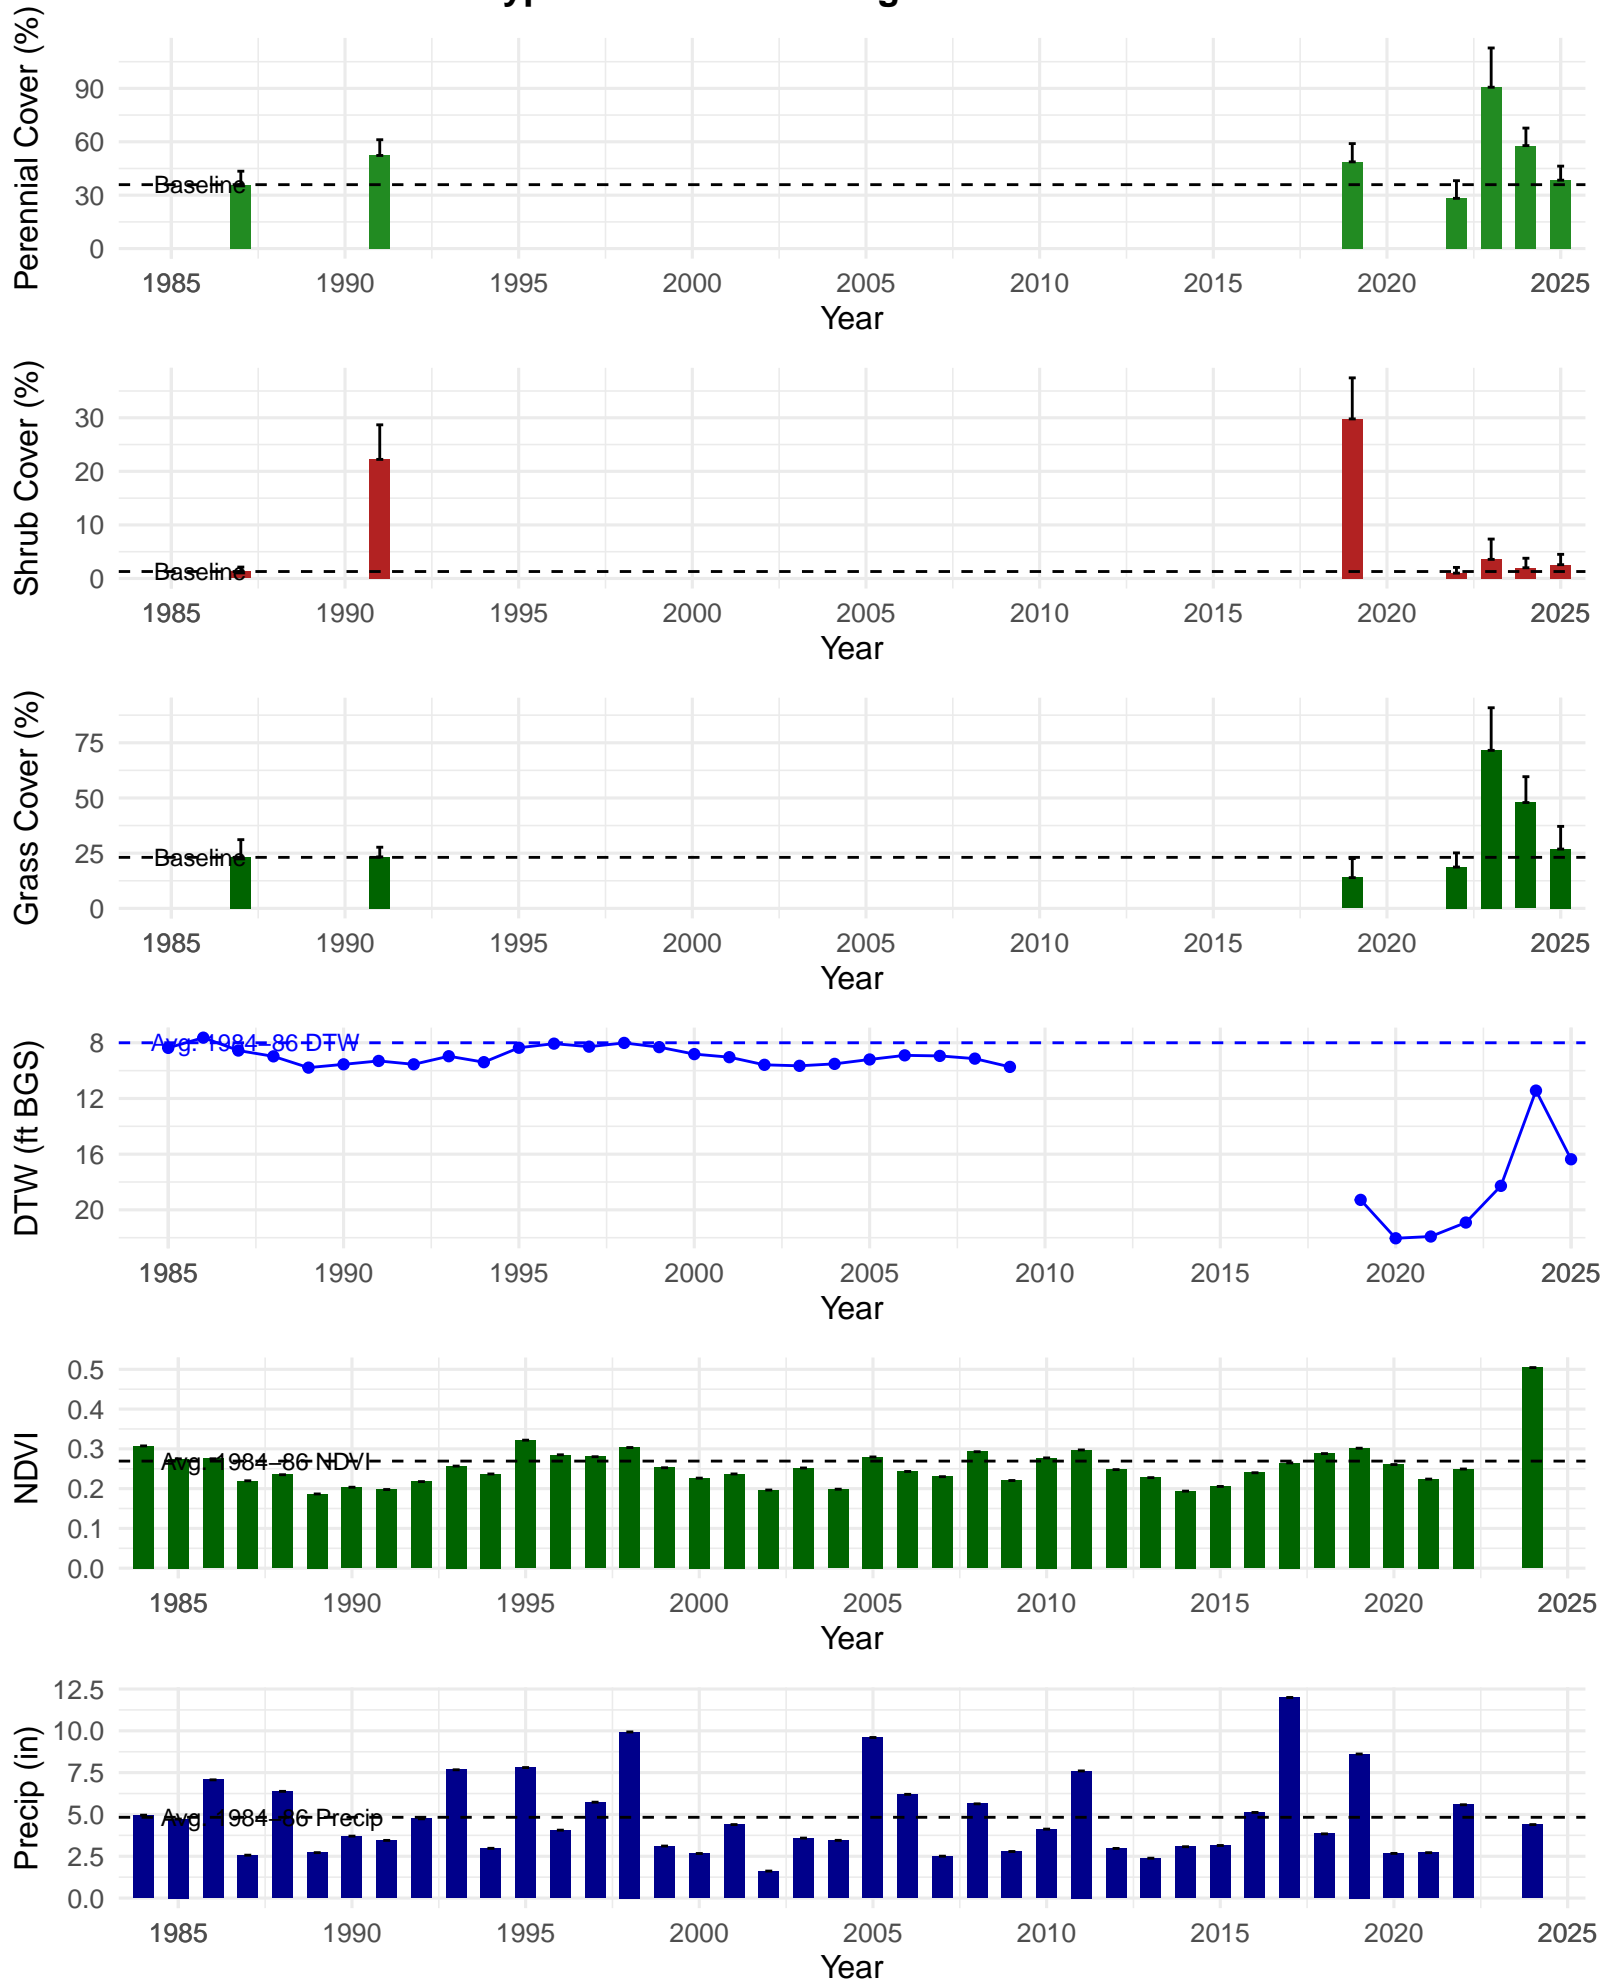 Perennial Cover (%)
90
60
30
0
Baseline
1985 1990 1995 2000 2005 2010 2015 2020 2025
Year
Shrub Cover (%)
30
20
10
0
Baseline
1985 1990 1995 2000 2005 2010 2015 2020 2025
Year
Grass Cover (%)
75
50
25
0
Baseline
1985 1990 1995 2000 2005 2010 2015 2020 2025
Year
DTW (ft BGS)
8
12
16
20
Avg. 1984–86 DTW
1985 1990 1995 2000 2005 2010 2015 2020 2025
Year
NDVI
0.5
0.4
0.3
0.2
0.1
0.0
Avg. 1984–86 NDVI
1985 1990 1995 2000 2005 2010 2015 2020 2025
Year
Precip (in)
12.5
10.0
7.5
5.0
2.5
0.0
Avg. 1984–86 Precip
1985 1990 1995 2000 2005 2010 2015 2020 2025
Year